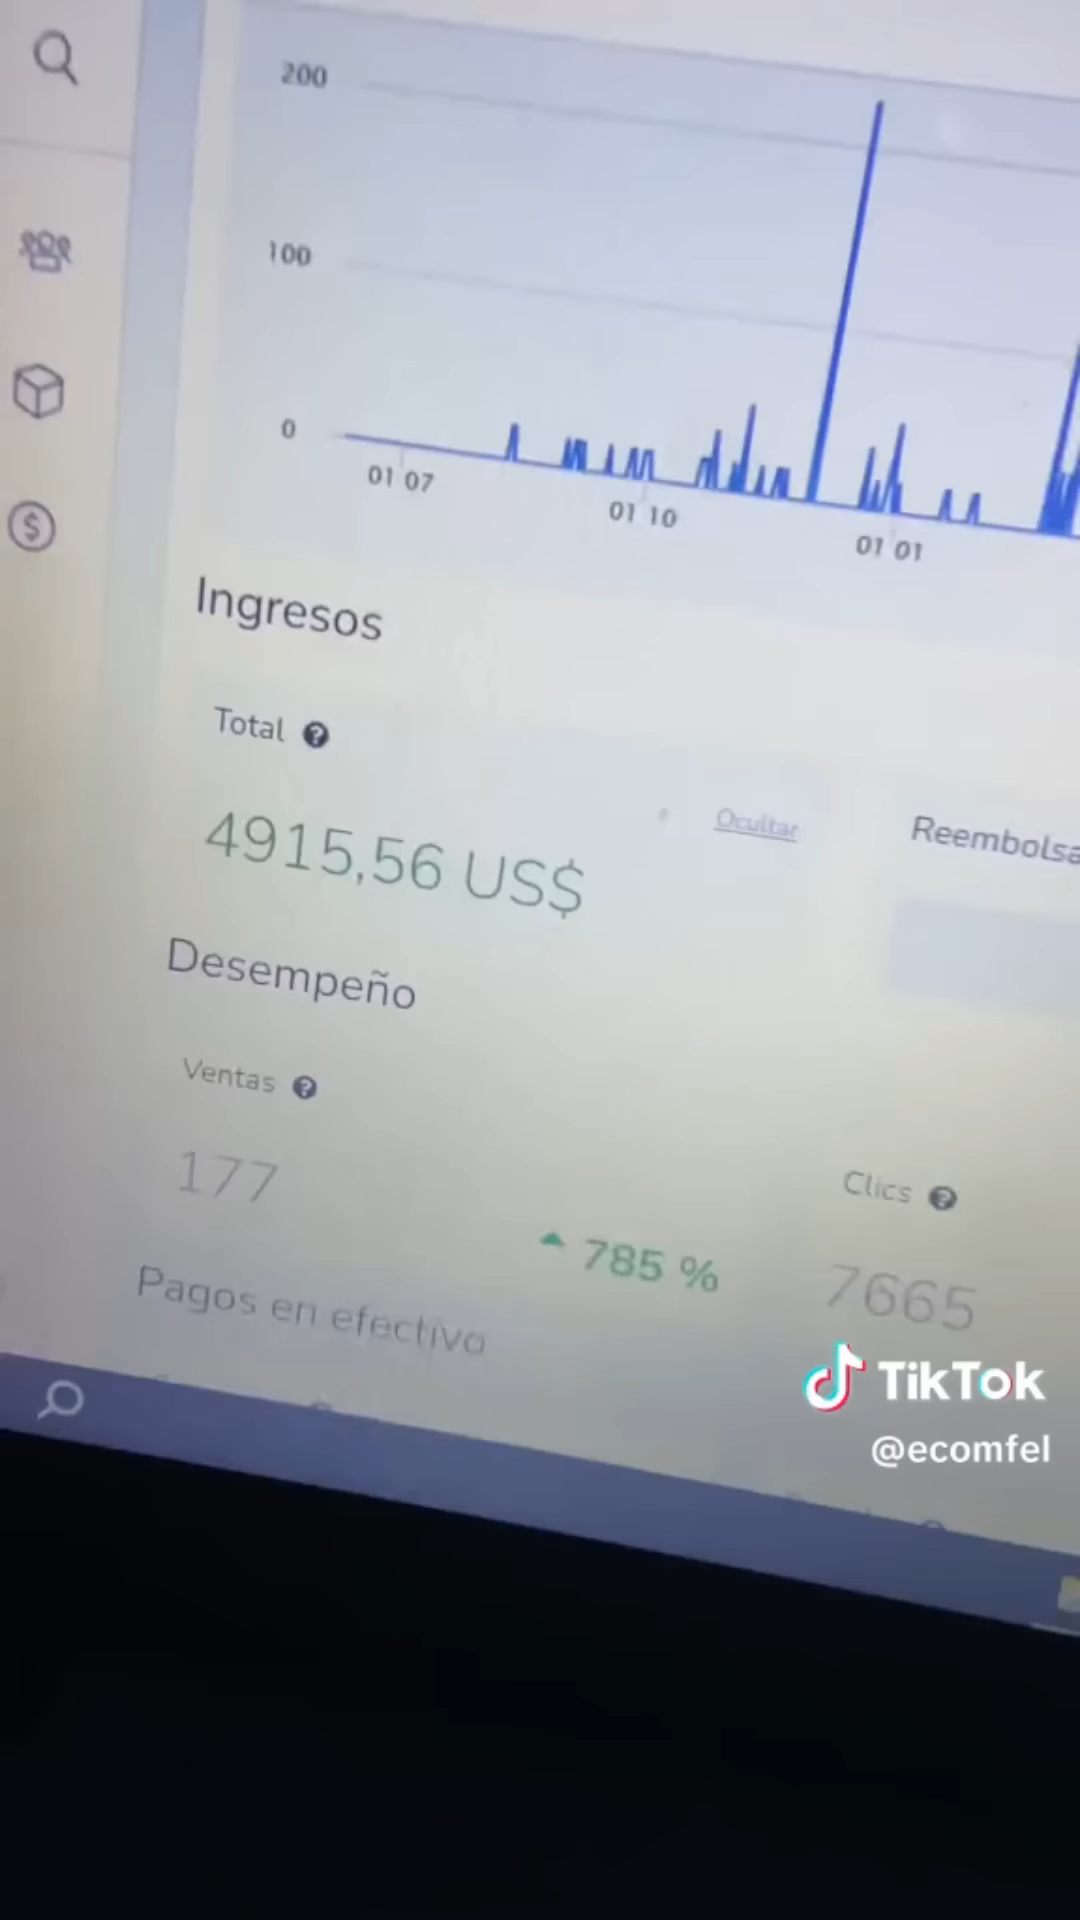 200
100
0
01 07
01 10
01 01
Ingresos
Total
4915,56 US$
Ocultar
Reembolsa
Desempeño
Ventas
177
785 %
Clics
7665
Pagos en efectivo
TikTok
@ecomfel